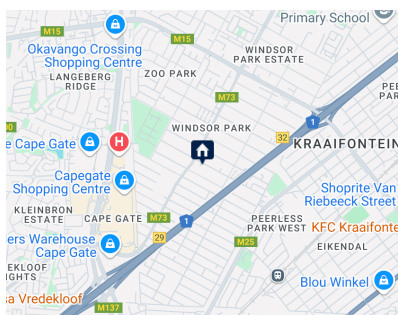 Primary School
M15
M15
Okavango Crossing
Shopping Centre
WINDSOR
PARK ESTATE
LANGEBERG
RIDGE
ZOO PARK
M73
1
WINDSOR PARK
32
KRAAIFONTEIN
e Cape Gate
H
Capegate
Shopping Centre
Shoprite Van
Riebeeck Street
KLEINBRON
ESTATE
CAPE GATE
M73
1
PEERLESS
PARK WEST
KFC Kraaifonte
ers Warehouse
Cape Gate
29
M25
EIKENDAL
EKLOOF
Blou Winkel
sa Vredekloof
M137